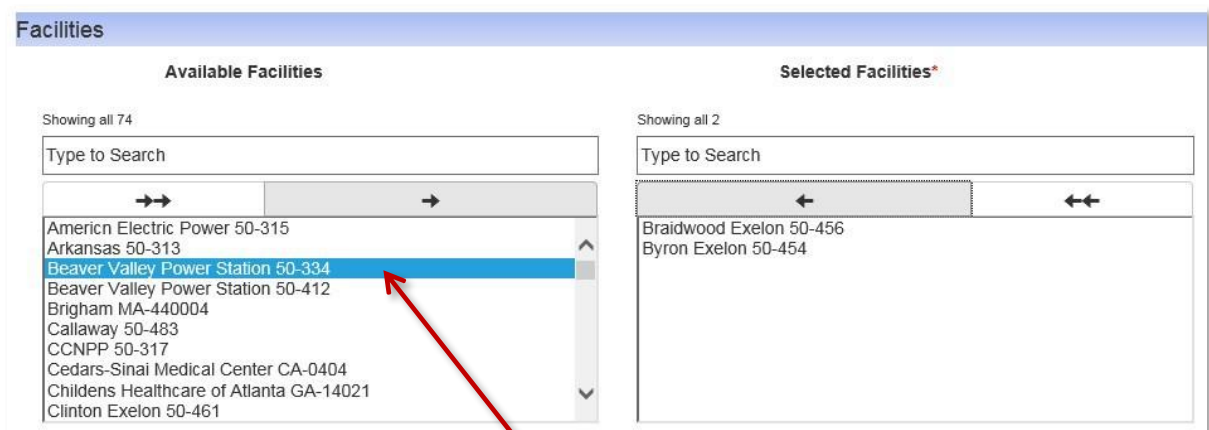 Facilities
Available Facilities
Selected Facilities*
Showing all 74
Showing all 2
Type to Search
Type to Search
Americn Electric Power 50-315
Arkansas 50-313
Beaver Valley Power Station 50-334
Beaver Valley Power Station 50-412
Brigham MA-440004
Callaway 50-483
CCNPP 50-317
Cedars-Sinai Medical Center CA-0404
Childens Healthcare of Atlanta GA-14021
Clinton Exelon 50-461
Braidwood Exelon 50-456
Byron Exelon 50-454